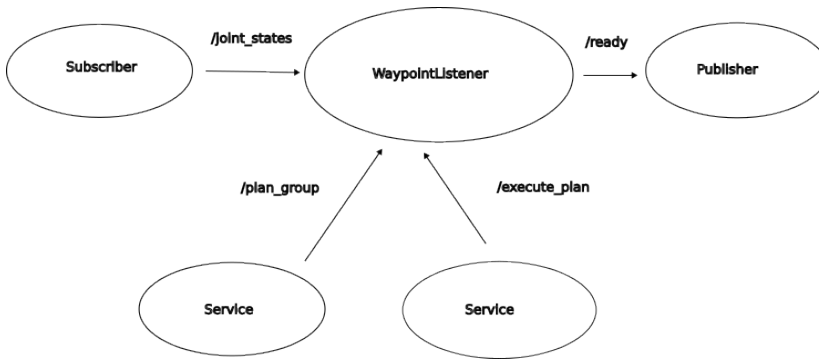 /joint_states
/ready
Subscriber
WaypointListener
Publisher
/plan_group
/execute_plan
Service
Service